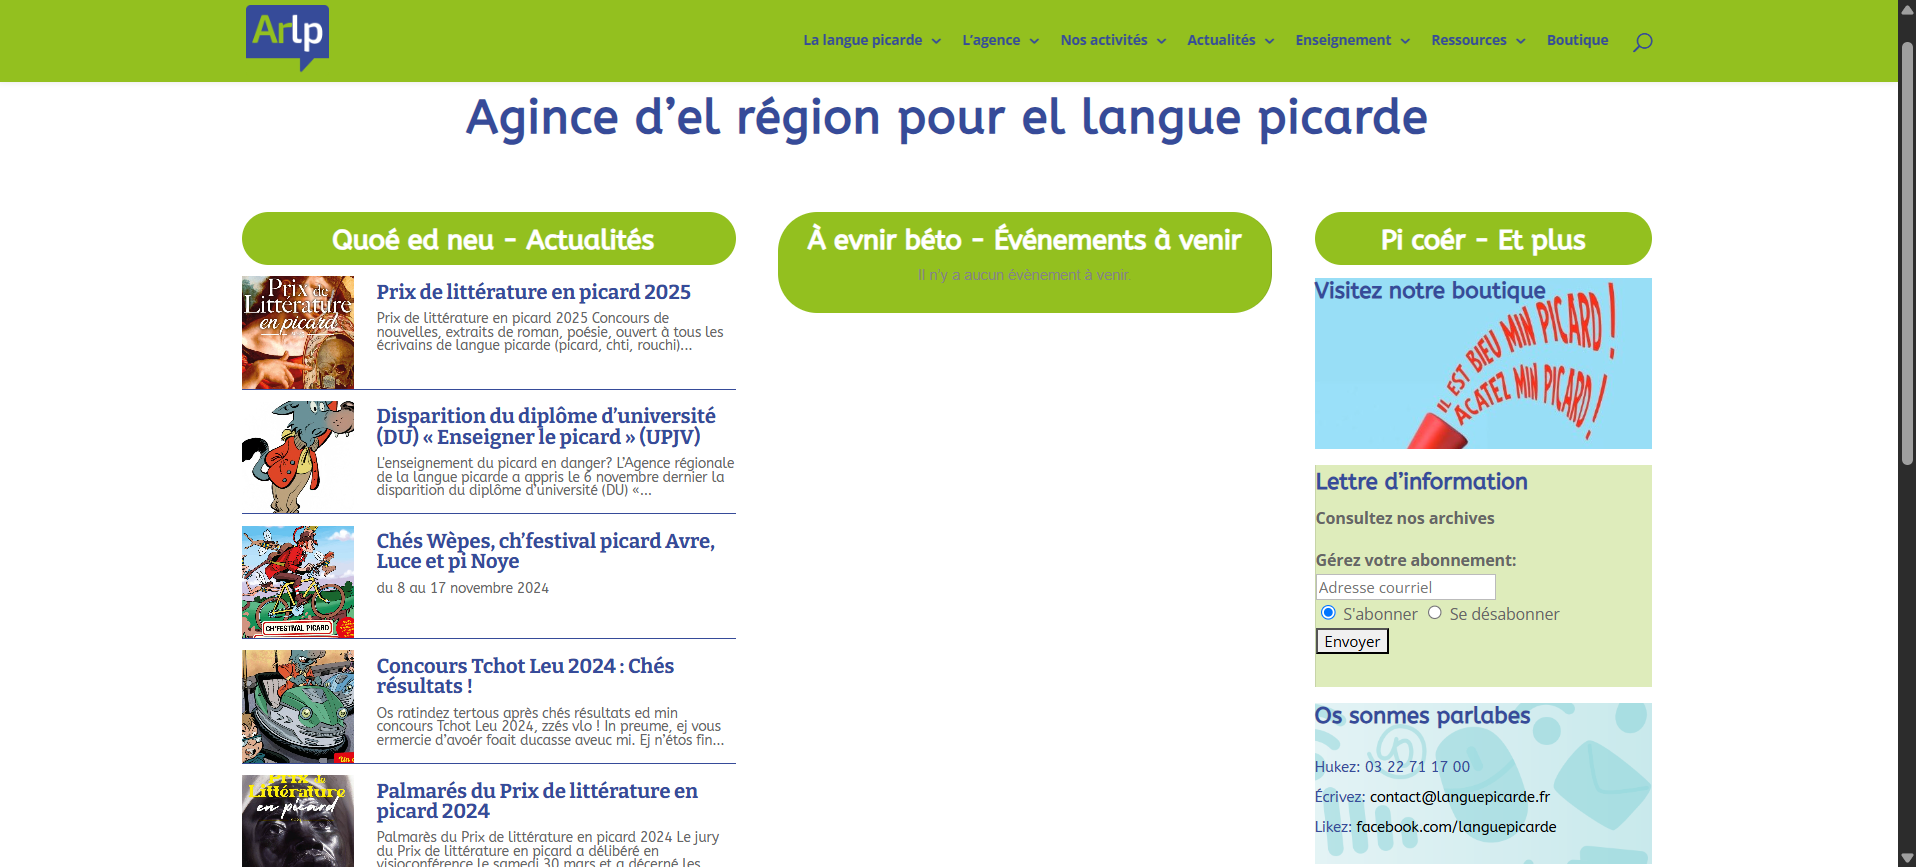 Arlp
La langue picarde
L’agence
Nos activités
Actualités
Enseignement
Ressources
Boutique
Agince d’el région pour el langue picarde
Quoé ed neu - Actualités
Prix de
Littérature
en picard
Prix de littérature en picard 2025
Prix de littérature en picard 2025 Concours de
nouvelles, extraits de roman, poésie, ouvert à tous les
écrivains de langue picarde (picard, chti, rouchi)...
Disparition du diplôme d’université
(DU) « Enseigner le picard » (UPJV)
L'enseignement du picard en danger? L’Agence régionale
de la langue picarde a appris le 6 novembre dernier la
disparition du diplôme d’université (DU) «...
CH'FESTIVAL PICARD
Chés Wèpes, ch’festival picard Avre,
Luce et pi Noye
du 8 au 17 novembre 2024
Concours Tchot Leu 2024 : Chés
résultats !
Os ratindez tertous après chés résultats ed min
concours Tchot Leu 2024, zzés vlo ! In preume, ej vous
ermercie d’avoér foait ducasse aveuc mi. Ej n’étos fin...
Prix de
Littérature
en picard
Palmarés du Prix de littérature en
picard 2024
Palmarès du Prix de littérature en picard 2024 Le jury
du Prix de littérature en picard a délibéré en
visioconférence le samedi 30 mars et a décerné les
À evnir béto - Événements à venir
Il n'y a aucun évènement à venir.
Pi coér - Et plus
Visitez notre boutique
IL EST BIEU MIN PICARD !
ACATEZ MIN PICARD !
Lettre d’information
Consultez nos archives
Gérez votre abonnement:
Adresse courriel
S'abonner
Se désabonner
Envoyer
Os sonmes parlabes
Hukez: 03 22 71 17 00
Écrivez: contact@languepicarde.fr
Likez: facebook.com/languepicarde